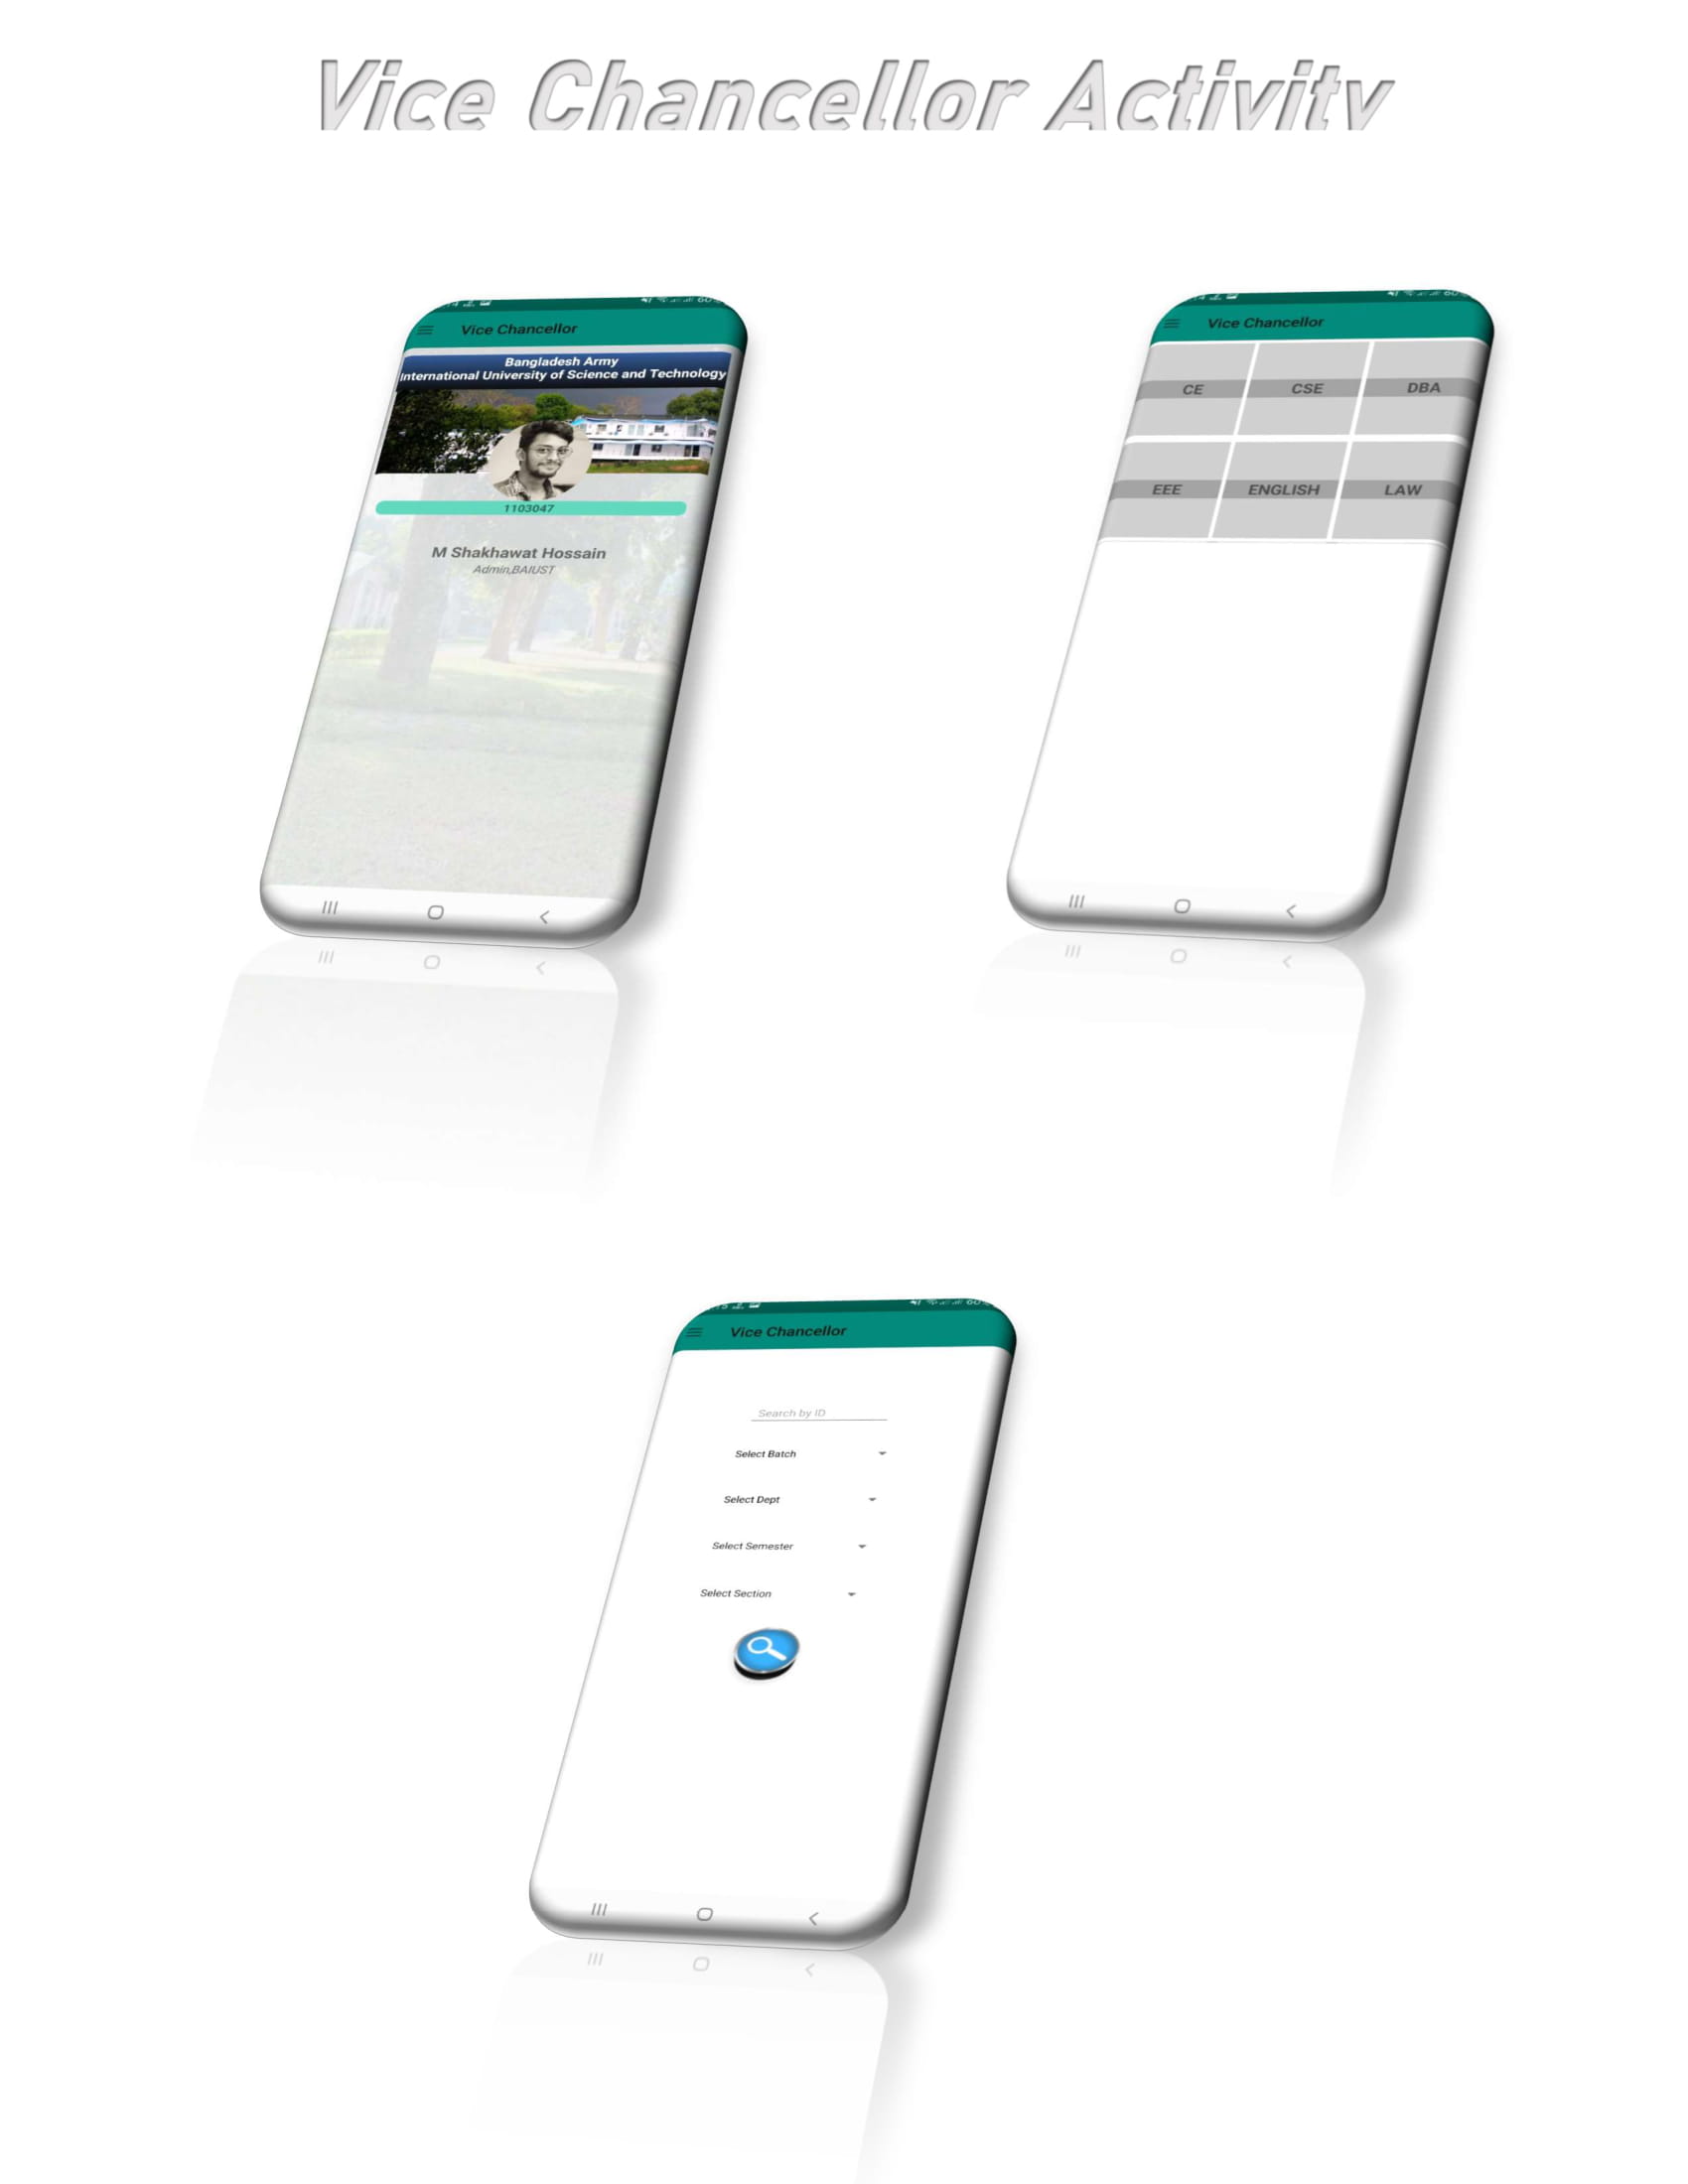 Vice Chancellor Activity
Vice Chancellor
Bangladesh Army
International University of Science and Technology
1103047
M Shakhawat Hossain
Admin,BAIUST
Vice Chancellor
CE CSE DBA
EEE ENGLISH LAW
Vice Chancellor
Search by ID
Select Batch
Select Dept
Select Semester
Select Section